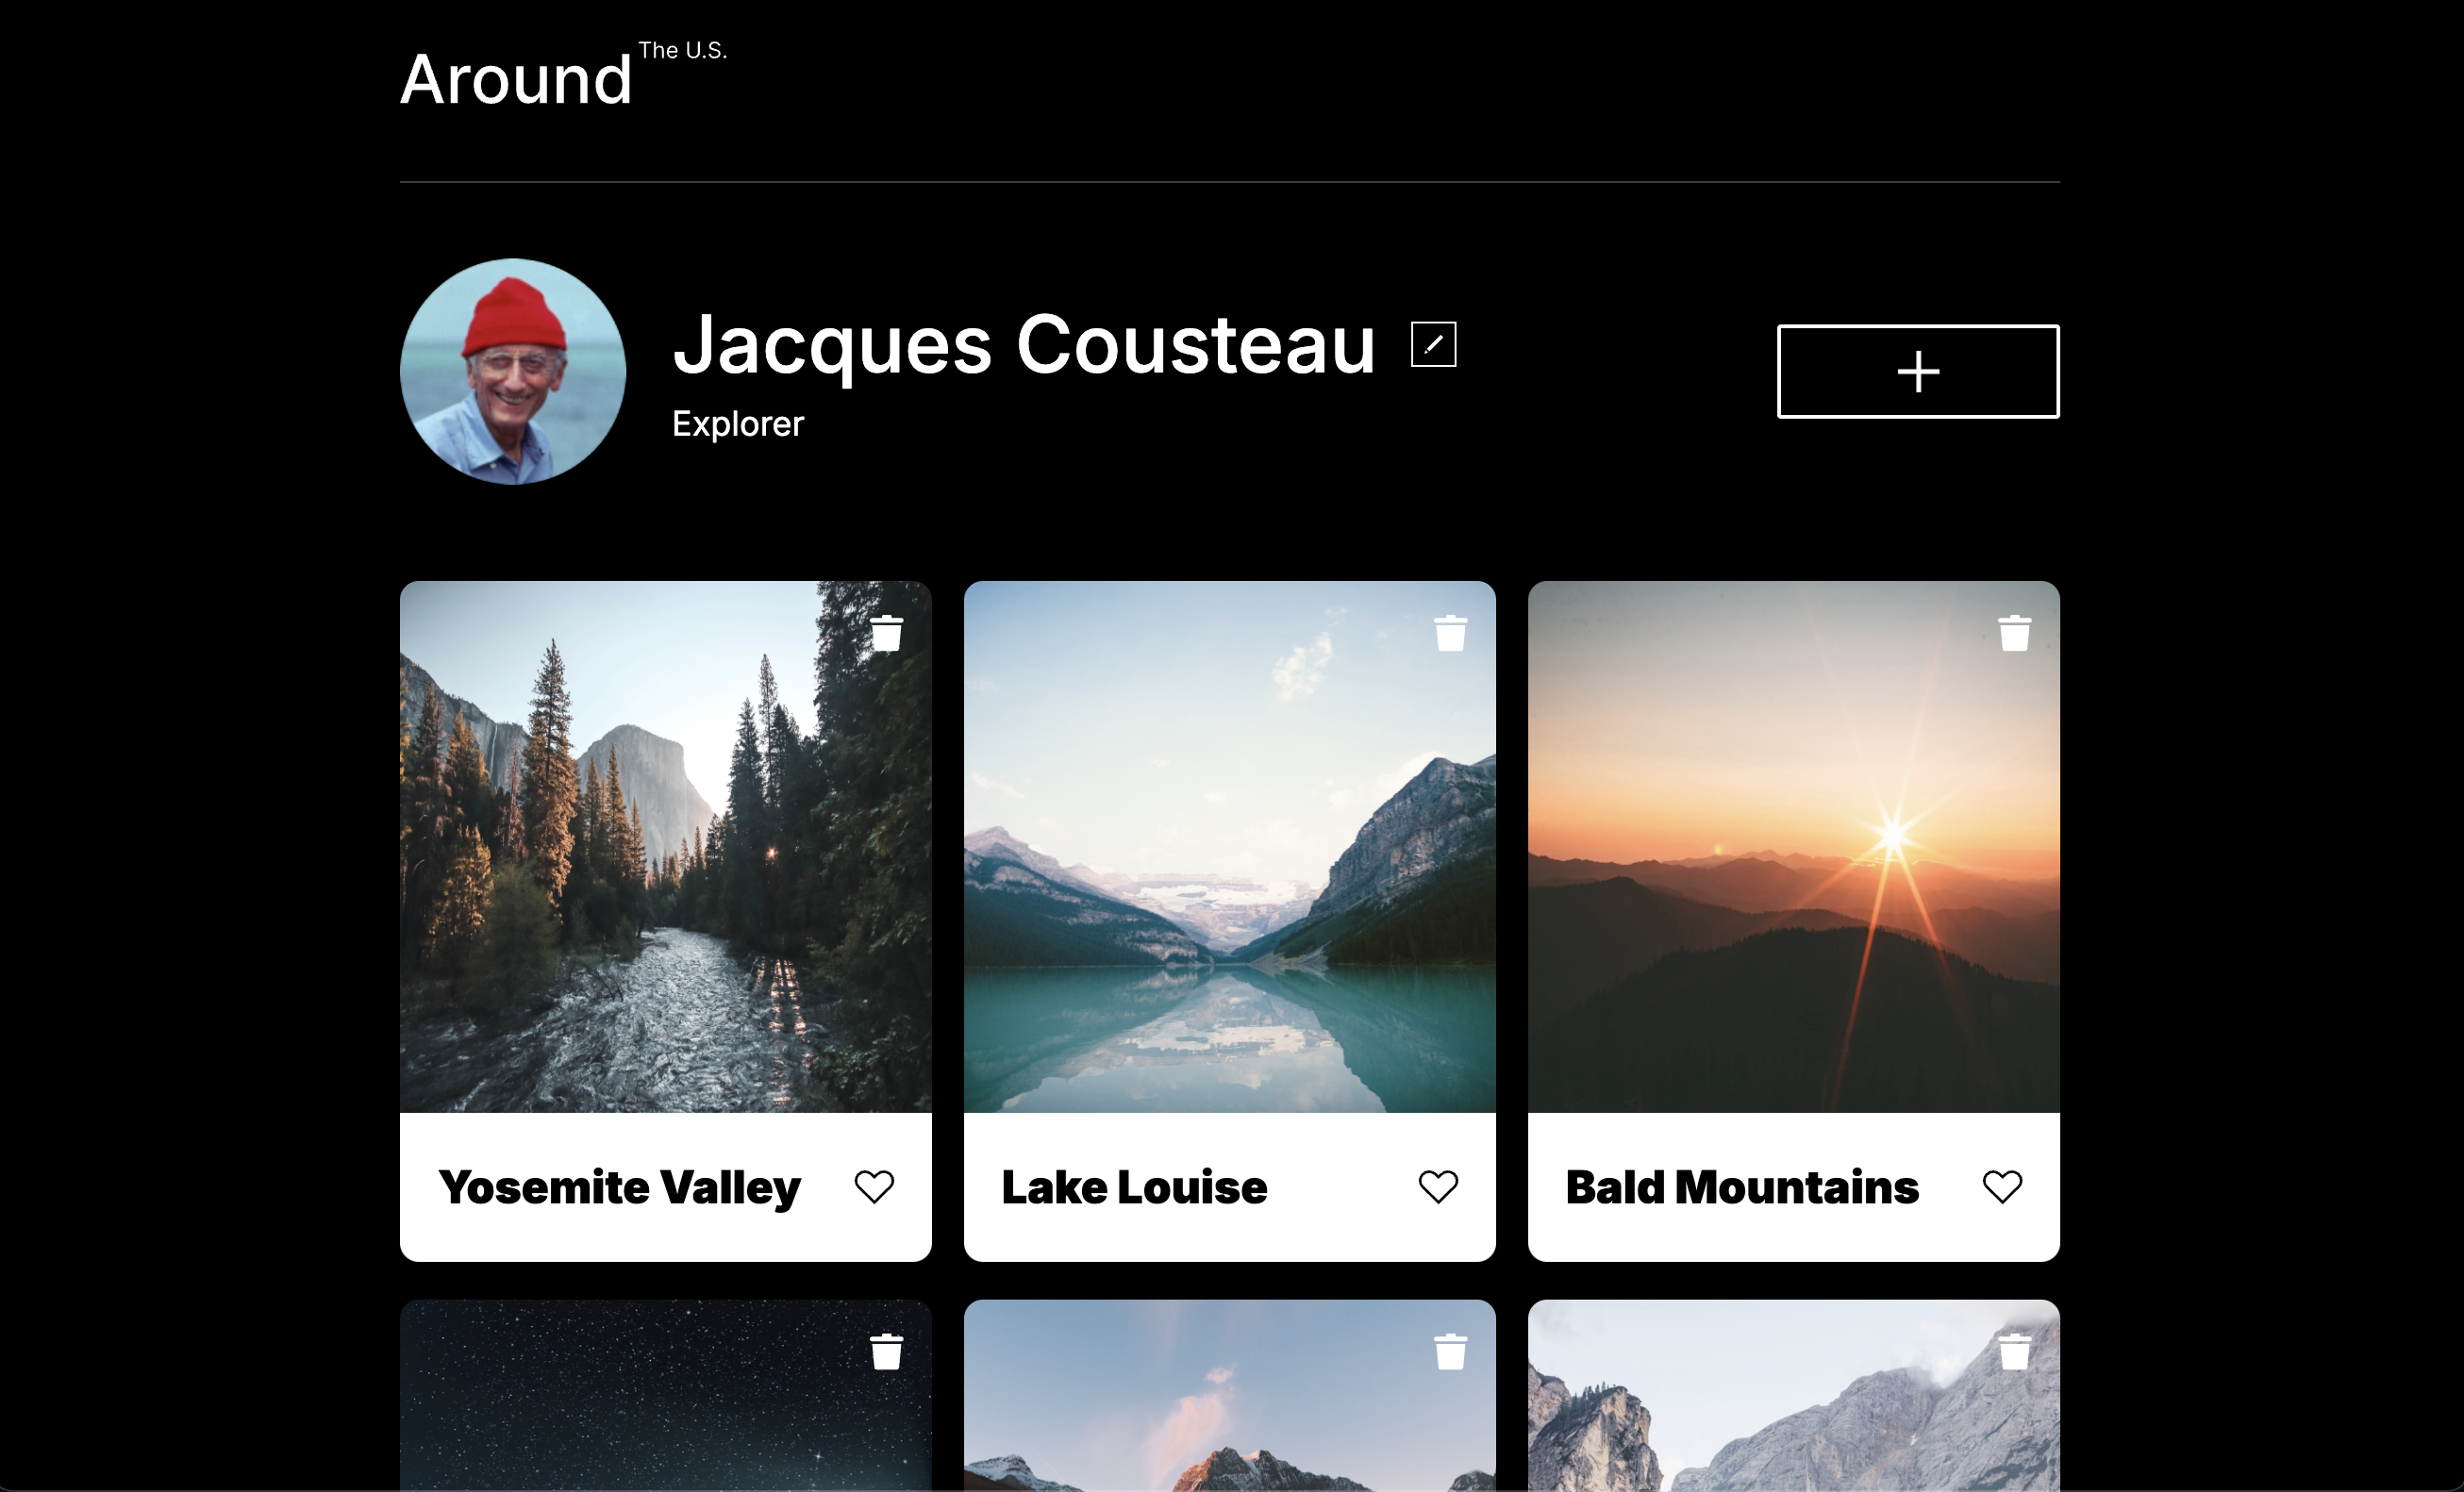 Around The U.S.
Jacques Cousteau
Explorer
Yosemite Valley
Lake Louise
Bald Mountains